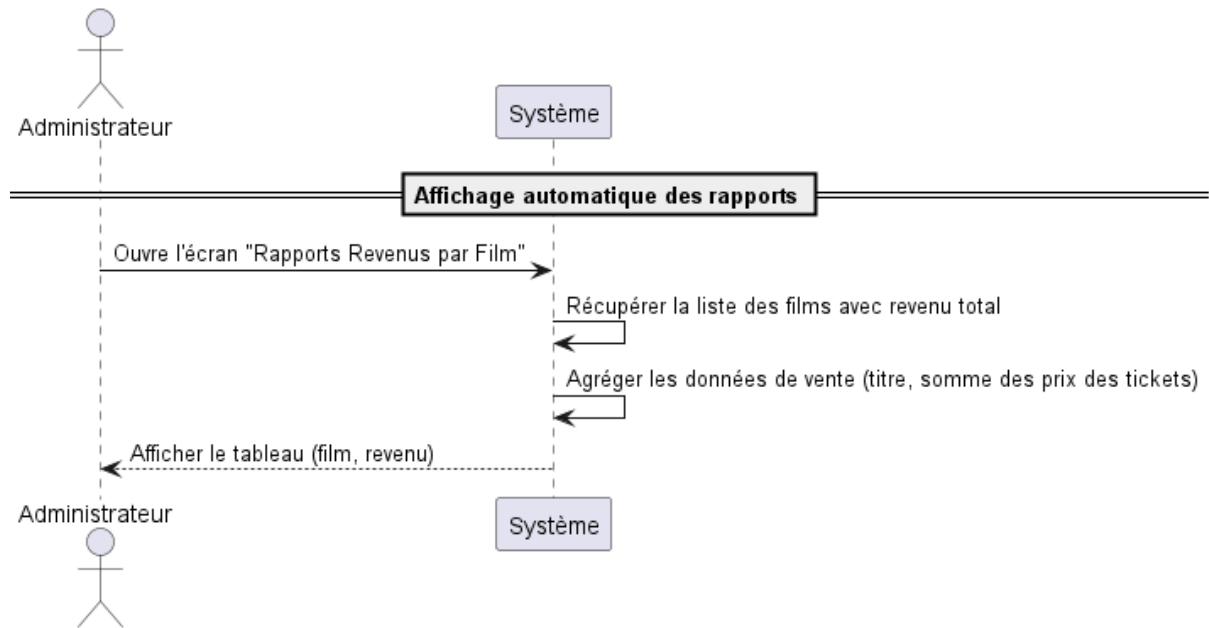 Administrateur
Système
Affichage automatique des rapports
Ouvre l'écran "Rapports Revenus par Film"
Récupérer la liste des films avec revenu total
Agréger les données de vente (titre, somme des prix des tickets)
Afficher le tableau (film, revenu)
Administrateur
Système